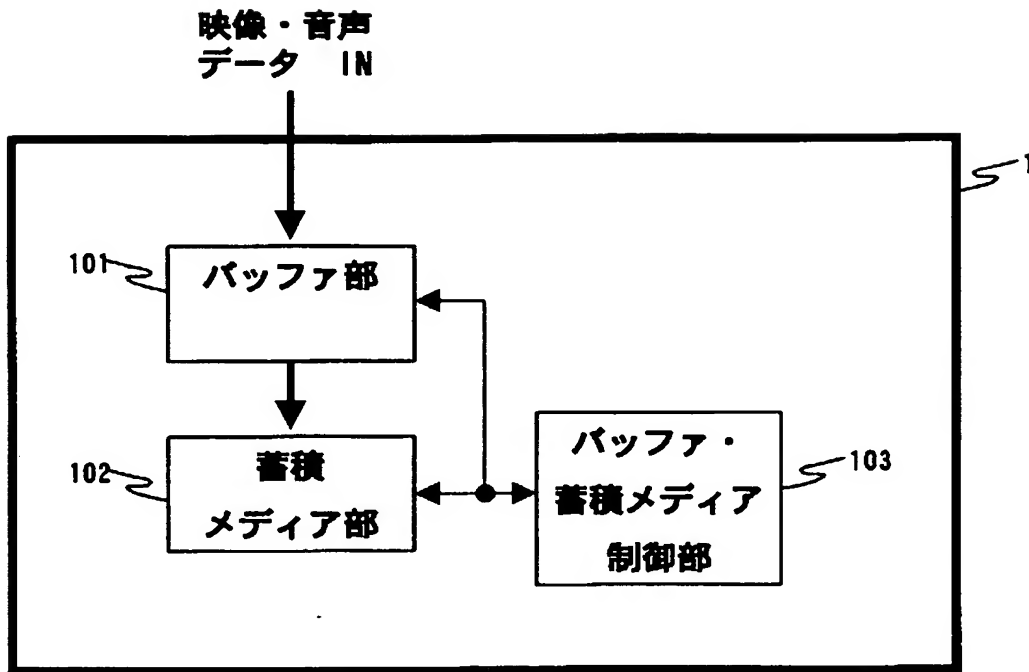 映像・音声
データ IN
1
101
バッファ部
102
蓄積
メディア部
バッファ・
蓄積メディア
制御部
103